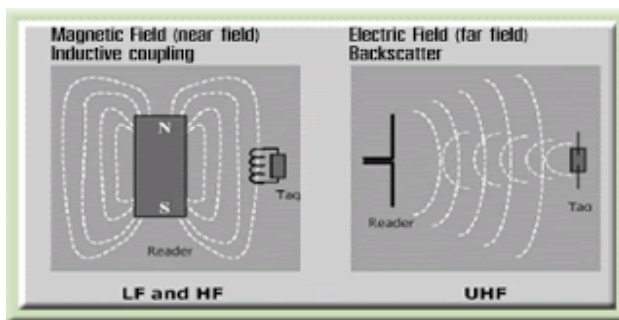 Magnetic Field (near field)
Inductive coupling
N
S
Reader
Tag
LF and HF
Electric Field (far field)
Backscatter
Reader
Tag
UHF